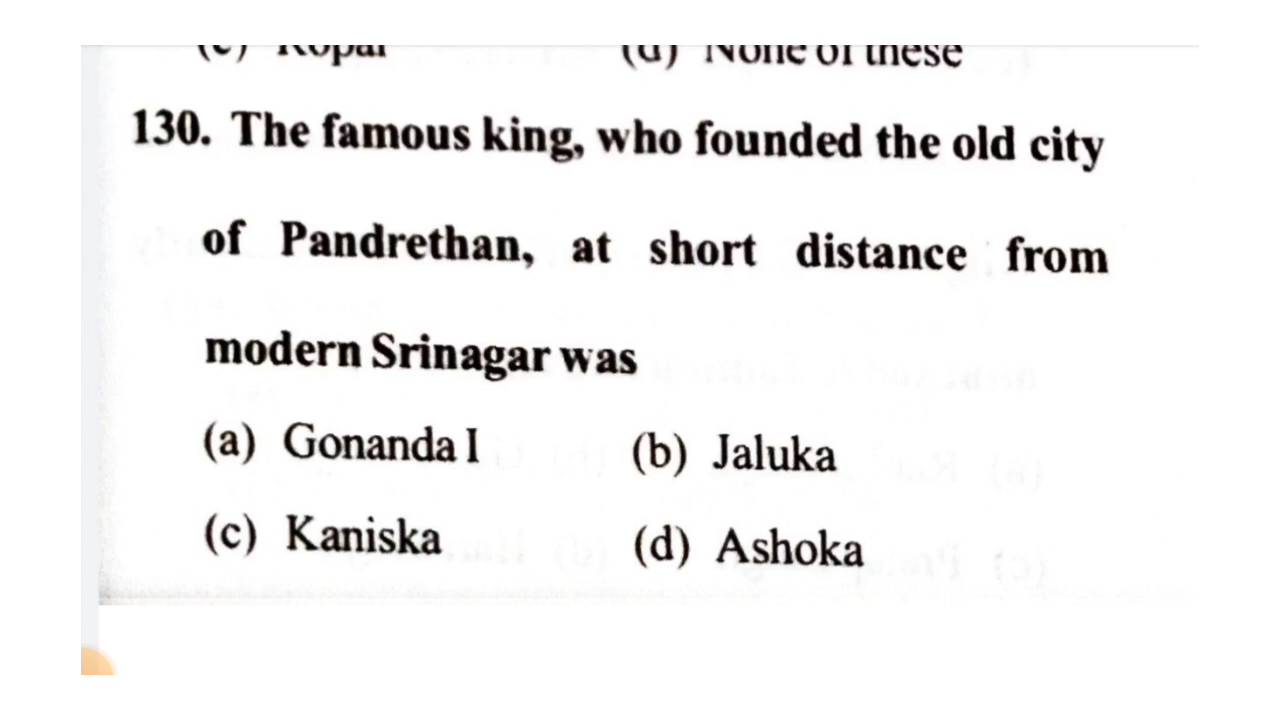 (c) Ropar (d) None of these
130. The famous king, who founded the old city
of Pandrethan, at short distance from
modern Srinagar was
(a) Gonanda I (b) Jaluka
(c) Kaniska (d) Ashoka